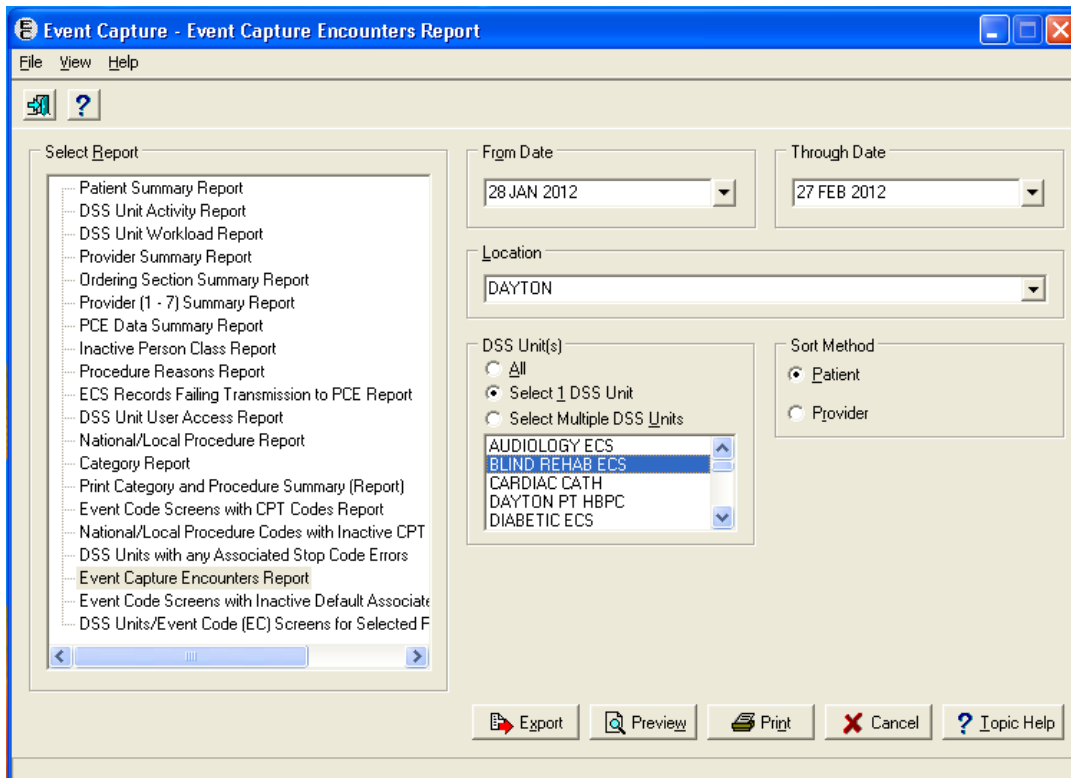 Event Capture - Event Capture Encounters Report
File View Help
Select Report
Patient Summary Report
DSS Unit Activity Report
DSS Unit Workload Report
Provider Summary Report
Ordering Section Summary Report
Provider (1 - 7) Summary Report
PCE Data Summary Report
Inactive Person Class Report
Procedure Reasons Report
ECS Records Failing Transmission to PCE Report
DSS Unit User Access Report
National/Local Procedure Report
Category Report
Print Category and Procedure Summary (Report)
Event Code Screens with CPT Codes Report
National/Local Procedure Codes with Inactive CPT
DSS Units with any Associated Stop Code Errors
Event Capture Encounters Report
Event Code Screens with Inactive Default Associate
DSS Units/Event Code (EC) Screens for Selected F
From Date
28 JAN 2012
Through Date
27 FEB 2012
Location
DAYTON
DSS Unit(s)
All
Select 1 DSS Unit
Select Multiple DSS Units
AUDIOLOGY ECS
BLIND REHAB ECS
CARDIAC CATH
DAYTON PT HBPC
DIABETIC ECS
Sort Method
Patient
Provider
Export Preview Print Cancel ? Topic Help